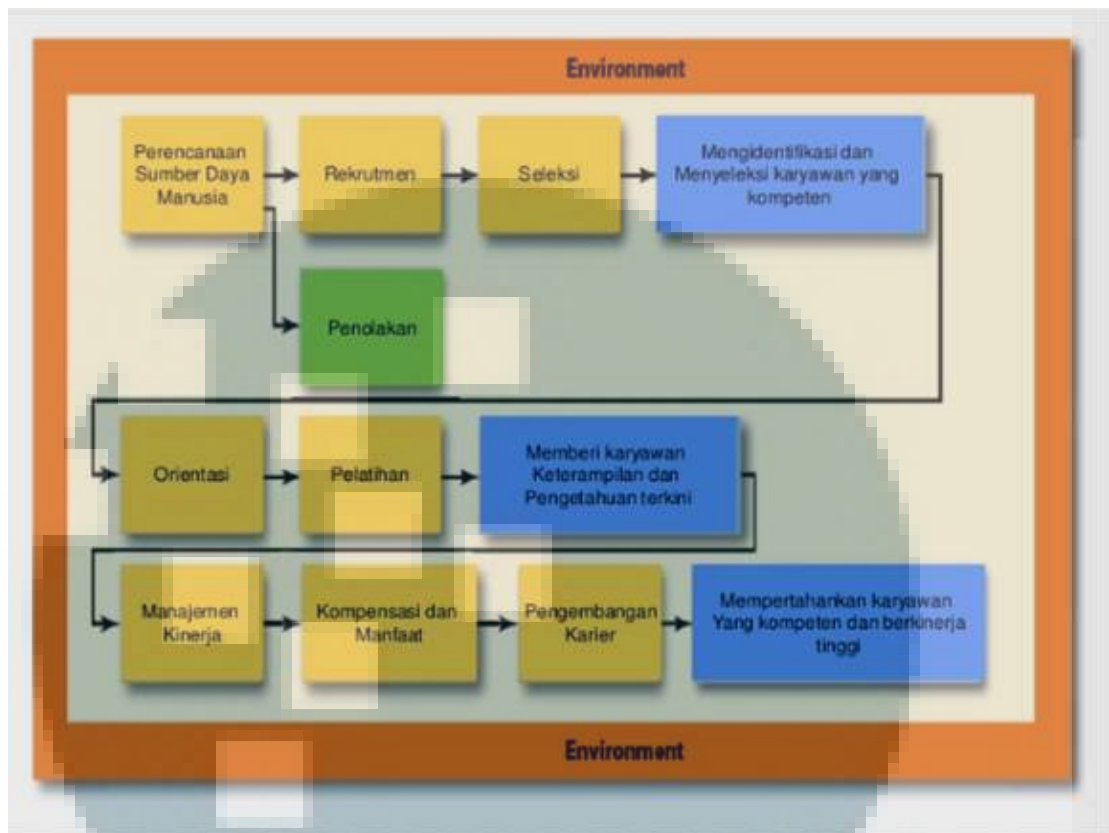 Environment
Perencanaan
Sumber Daya
Manusia
Rekrutmen
Seleksi
Mengidentifikasi dan
Menyeleksi karyawan yang
kompeten
Penolakan
Orientasi
Pelatihan
Memberi karyawan
Keterampilan dan
Pengetahuan terkini
Manajemen
Kinerja
Kompensasi dan
Manfaat
Pengembangan
Karier
Mempertahankan karyawan
Yang kompeten dan berkinerja
tinggi
Environment